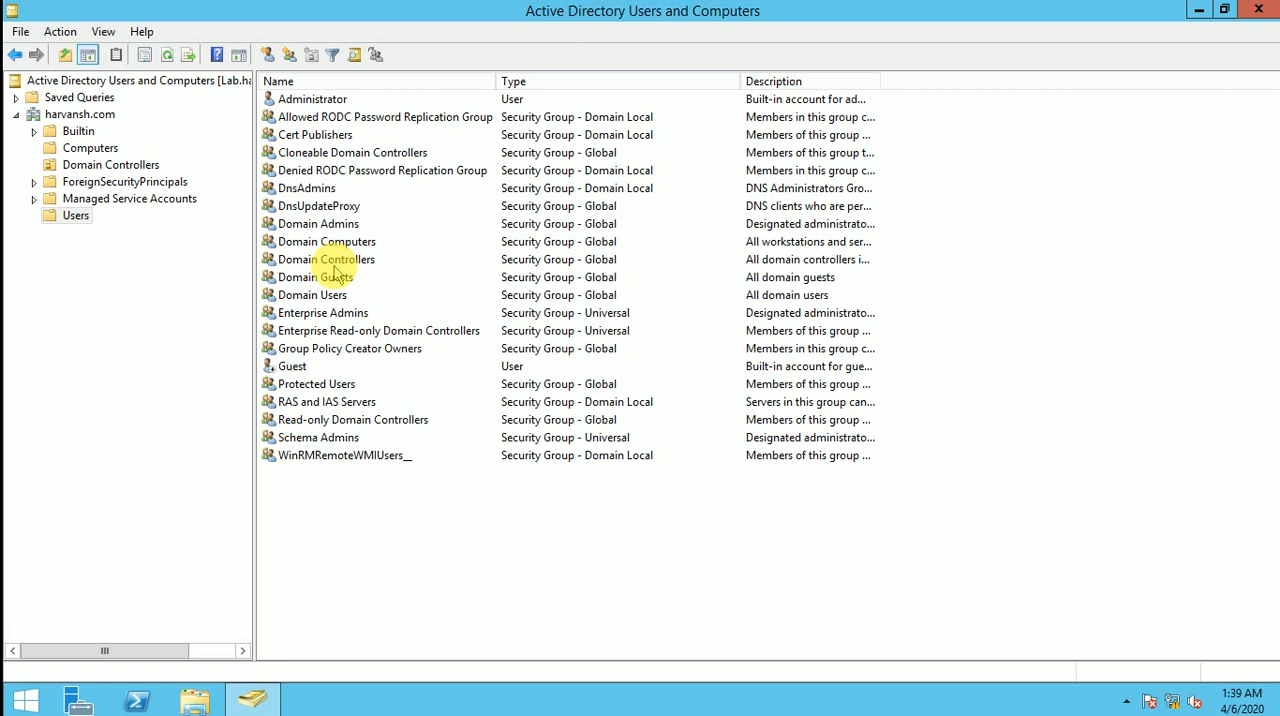 Active Directory Users and Computers
File Action View Help
Active Directory Users and Computers [Lab.ha
Saved Queries
harvansh.com
Builtin
Computers
Domain Controllers
ForeignSecurityPrincipals
Managed Service Accounts
Users
Name Type Description
Administrator User Built-in account for ad...
Allowed RODC Password Replication Group Security Group - Domain Local Members in this group c...
Cert Publishers Security Group - Domain Local Members of this group ...
Cloneable Domain Controllers Security Group - Global Members of this group t...
Denied RODC Password Replication Group Security Group - Domain Local Members in this group c...
DnsAdmins Security Group - Domain Local DNS Administrators Gro...
DnsUpdateProxy Security Group - Global DNS clients who are per...
Domain Admins Security Group - Global Designated administrato...
Domain Computers Security Group - Global All workstations and ser...
Domain Controllers Security Group - Global All domain controllers i...
Domain Guests Security Group - Global All domain guests
Domain Users Security Group - Global All domain users
Enterprise Admins Security Group - Universal Designated administrato...
Enterprise Read-only Domain Controllers Security Group - Universal Members of this group ...
Group Policy Creator Owners Security Group - Global Members in this group c...
Guest User Built-in account for gue...
Protected Users Security Group - Global Members of this group ...
RAS and IAS Servers Security Group - Domain Local Servers in this group can...
Read-only Domain Controllers Security Group - Global Members of this group ...
Schema Admins Security Group - Universal Designated administrato...
WinRMRemoteWMIUsers__ Security Group - Domain Local Members of this group ...
1:39 AM
4/6/2020